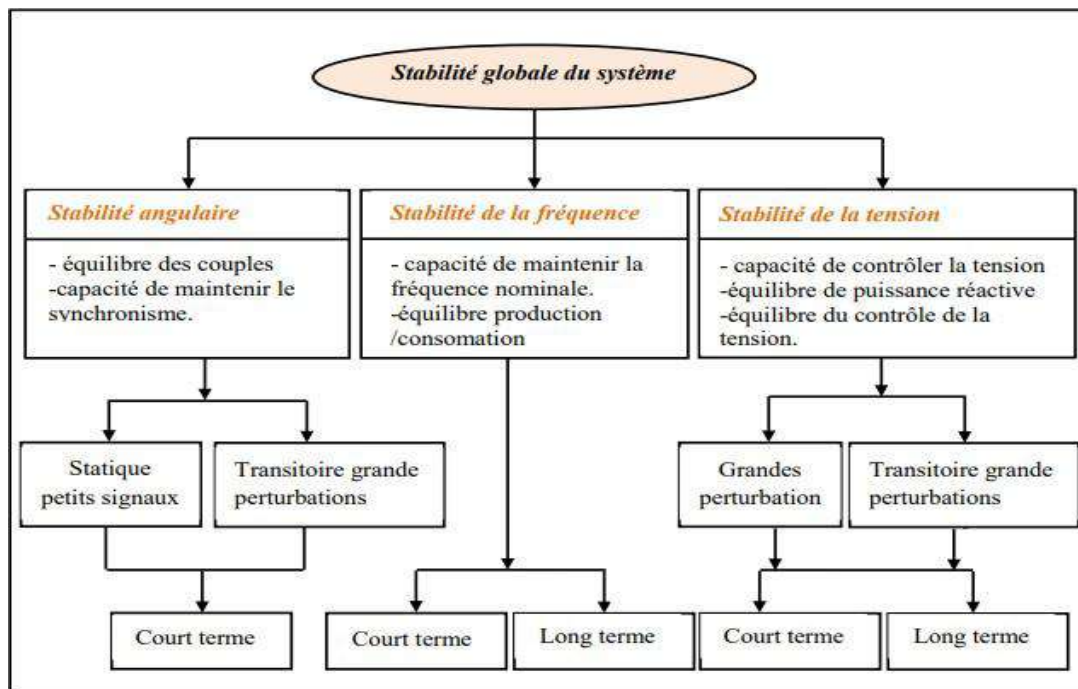 Stabilité globale du système
Stabilité angulaire
- équilibre des couples
-capacité de maintenir le
synchronisme.
Stabilité de la fréquence
- capacité de maintenir la
fréquence nominale.
-équilibre production
/consomation
Stabilité de la tension
- capacité de contrôler la tension
-équilibre de puissance réactive
-équilibre du contrôle de la
tension.
Statique
petits signaux
Transitoire grande
perturbations
Grandes
perturbation
Transitoire grande
perturbations
Court terme
Court terme
Long terme
Court terme
Long terme